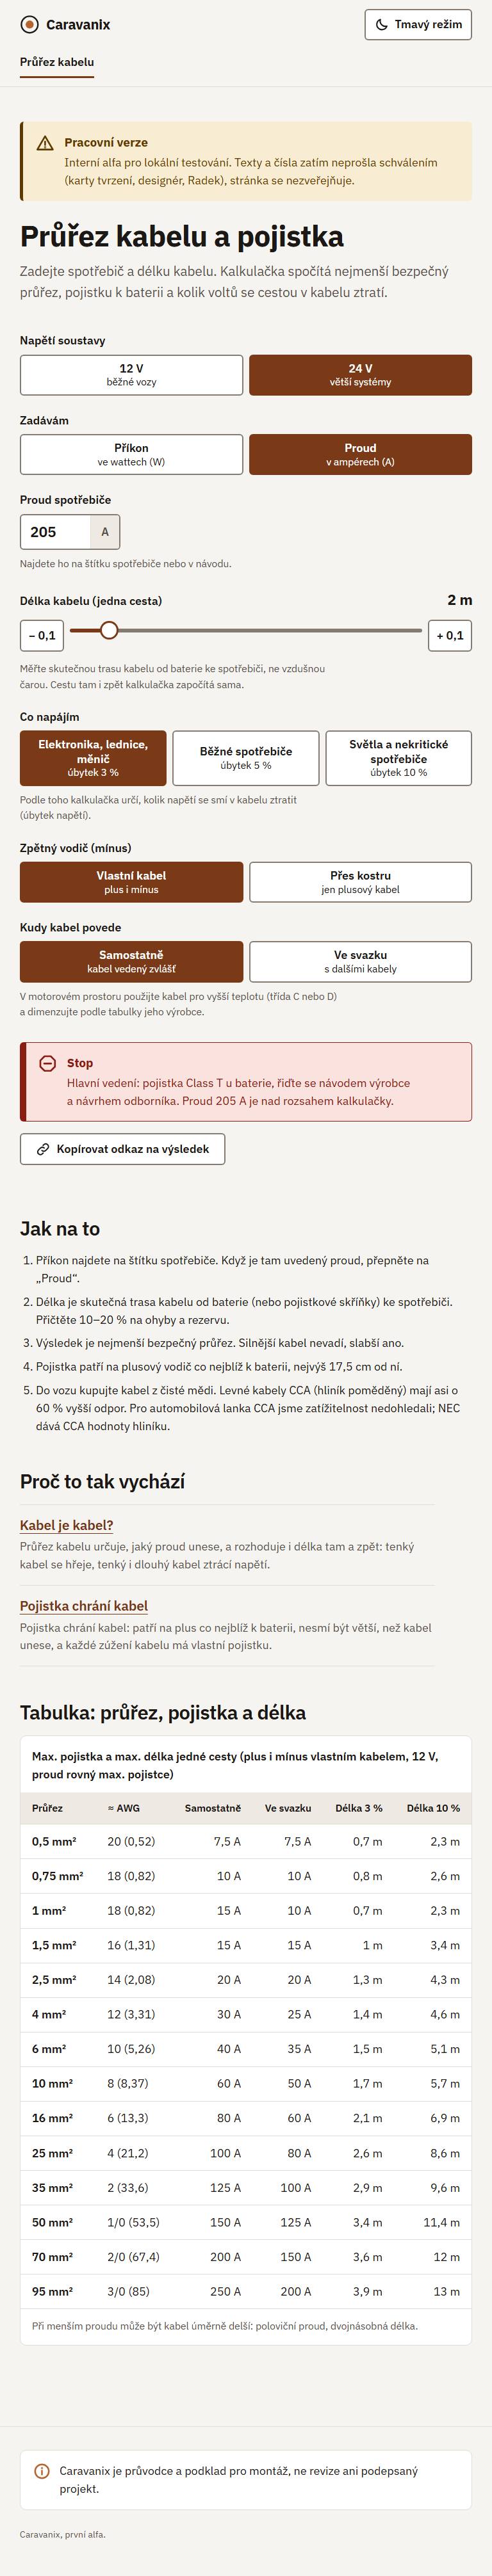 Caravanix
Tmavý režim
Průřez kabelu
Pracovní verze
Interní alfa pro lokální testování. Texty a čísla zatím neprošla schválením
(karty tvrzení, designér, Radek), stránka se nezveřejňuje.
Průřez kabelu a pojistka
Zadejte spotřebič a délku kabelu. Kalkulačka spočítá nejmenší bezpečný
průřez, pojistku k baterii a kolik voltů se cestou v kabelu ztratí.
Napětí soustavy
12 V
běžné vozy
24 V
větší systémy
Zadávám
Příkon
ve wattech (W)
Proud
v ampérech (A)
Proud spotřebiče
205 A
Najdete ho na štítku spotřebiče nebo v návodu.
Délka kabelu (jedna cesta) 2 m
− 0,1
+ 0,1
Měřte skutečnou trasu kabelu od baterie ke spotřebiči, ne vzdušnou
čarou. Cestu tam i zpět kalkulačka započítá sama.
Co napájím
Elektronika, lednice,
měnič
úbytek 3 %
Běžné spotřebiče
úbytek 5 %
Světla a nekritické
spotřebiče
úbytek 10 %
Podle toho kalkulačka určí, kolik napětí se smí v kabelu ztratit
(úbytek napětí).
Zpětný vodič (mínus)
Vlastní kabel
plus i mínus
Přes kostru
jen plusový kabel
Kudy kabel povede
Samostatně
kabel vedený zvlášť
Ve svazku
s dalšími kabely
V motorovém prostoru použijte kabel pro vyšší teplotu (třída C nebo D)
a dimenzujte podle tabulky jeho výrobce.
Stop
Hlavní vedení: pojistka Class T u baterie, řiďte se návodem výrobce
a návrhem odborníka. Proud 205 A je nad rozsahem kalkulačky.
Kopírovat odkaz na výsledek
Jak na to
1. Příkon najdete na štítku spotřebiče. Když je tam uvedený proud, přepněte na
„Proud“.
2. Délka je skutečná trasa kabelu od baterie (nebo pojistkové skříňky) ke spotřebiči.
Přičtěte 10–20 % na ohyby a rezervu.
3. Výsledek je nejmenší bezpečný průřez. Silnější kabel nevadí, slabší ano.
4. Pojistka patří na plusový vodič co nejblíž k baterii, nejvýš 17,5 cm od ní.
5. Do vozu kupujte kabel z čisté mědi. Levné kabely CCA (hliník poměděný) mají asi o
60 % vyšší odpor. Pro automobilová lanka CCA jsme zatížitelnost nedohledali; NEC
dává CCA hodnoty hliníku.
Proč to tak vychází
Kabel je kabel?
Průřez kabelu určuje, jaký proud unese, a rozhoduje i délka tam a zpět: tenký
kabel se hřeje, tenký i dlouhý kabel ztrácí napětí.
Pojistka chrání kabel
Pojistka chrání kabel: patří na plus co nejblíž k baterii, nesmí být větší, než kabel
unese, a každé zúžení kabelu má vlastní pojistku.
Tabulka: průřez, pojistka a délka
Max. pojistka a max. délka jedné cesty (plus i mínus vlastním kabelem, 12 V,
proud rovný max. pojistce)
Průřez ≈ AWG Samostatně Ve svazku Délka 3 % Délka 10 %
0,5 mm² 20 (0,52) 7,5 A 7,5 A 0,7 m 2,3 m
0,75 mm² 18 (0,82) 10 A 10 A 0,8 m 2,6 m
1 mm² 18 (0,82) 15 A 10 A 0,7 m 2,3 m
1,5 mm² 16 (1,31) 15 A 15 A 1 m 3,4 m
2,5 mm² 14 (2,08) 20 A 20 A 1,3 m 4,3 m
4 mm² 12 (3,31) 30 A 25 A 1,4 m 4,6 m
6 mm² 10 (5,26) 40 A 35 A 1,5 m 5,1 m
10 mm² 8 (8,37) 60 A 50 A 1,7 m 5,7 m
16 mm² 6 (13,3) 80 A 60 A 2,1 m 6,9 m
25 mm² 4 (21,2) 100 A 80 A 2,6 m 8,6 m
35 mm² 2 (33,6) 125 A 100 A 2,9 m 9,6 m
50 mm² 1/0 (53,5) 150 A 125 A 3,4 m 11,4 m
70 mm² 2/0 (67,4) 200 A 150 A 3,6 m 12 m
95 mm² 3/0 (85) 250 A 200 A 3,9 m 13 m
Při menším proudu může být kabel úměrně delší: poloviční proud, dvojnásobná délka.
Caravanix je průvodce a podklad pro montáž, ne revize ani podepsaný
projekt.
Caravanix, první alfa.